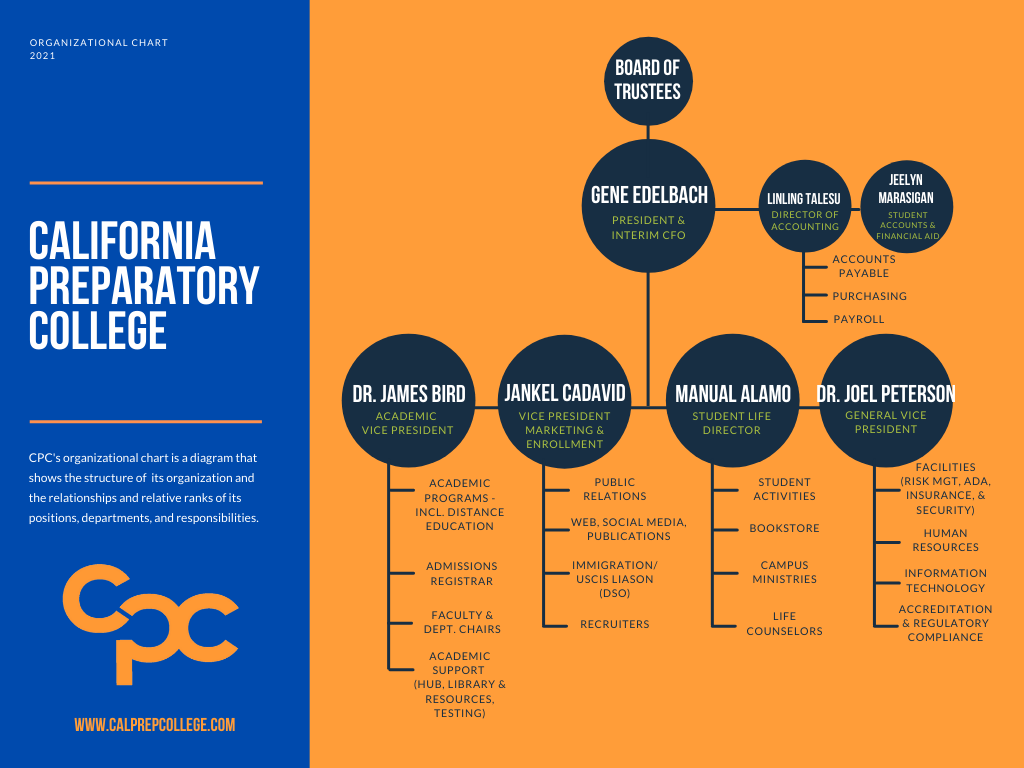 ORGANIZATIONAL CHART
2021
CALIFORNIA
PREPARATORY
COLLEGE
CPC's organizational chart is a diagram that
shows the structure of its organization and
the relationships and relative ranks of its
positions, departments, and responsibilities.
cpc
WWW.CALPREPCOLLEGE.COM
BOARD OF
TRUSTEES
GENE EDELBACH
PRESIDENT &
INTERIM CFO
LINLING TALESU
DIRECTOR OF
ACCOUNTING
JEELYN
MARASIGAN
STUDENT
ACCOUNTS &
FINANCIAL AID
ACCOUNTS
PAYABLE
PURCHASING
PAYROLL
DR. JAMES BIRD
ACADEMIC
VICE PRESIDENT
ACADEMIC
PROGRAMS -
INCL. DISTANCE
EDUCATION
ADMISSIONS
REGISTRAR
FACULTY &
DEPT. CHAIRS
ACADEMIC
SUPPORT
(HUB, LIBRARY &
RESOURCES,
TESTING)
JANKEL CADAVID
VICE PRESIDENT
MARKETING &
ENROLLMENT
PUBLIC
RELATIONS
WEB, SOCIAL MEDIA,
PUBLICATIONS
IMMIGRATION/
USCIS LIASON
(DSO)
RECRUITERS
MANUAL ALAMO
STUDENT LIFE
DIRECTOR
STUDENT
ACTIVITIES
BOOKSTORE
CAMPUS
MINISTRIES
LIFE
COUNSELORS
DR. JOEL PETERSON
GENERAL VICE
PRESIDENT
FACILITIES
(RISK MGT, ADA,
INSURANCE, &
SECURITY)
HUMAN
RESOURCES
INFORMATION
TECHNOLOGY
ACCREDITATION
& REGULATORY
COMPLIANCE